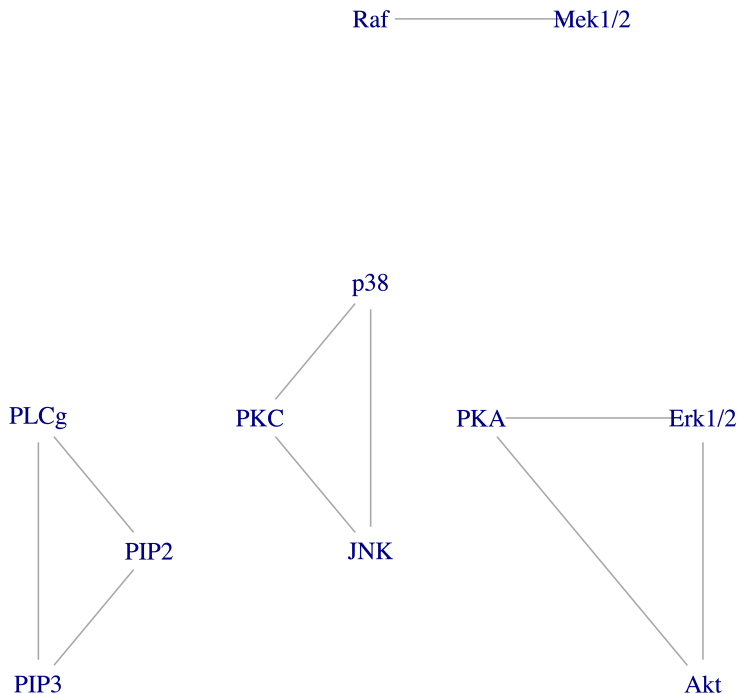 Raf
Mek1/2
p38
PLCg
PKC
PKA
Erk1/2
PIP2
JNK
PIP3
Akt